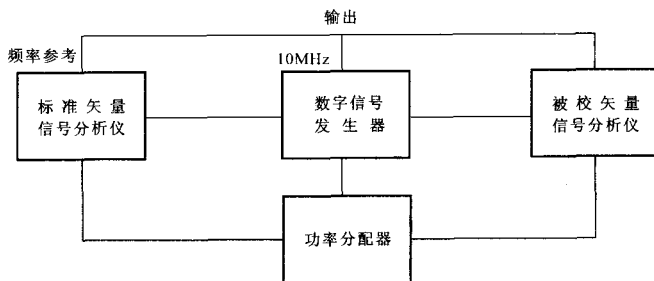 输出
频率参考
10MHz
标准矢量
信号分析仪
数字信号
发生器
被校矢量
信号分析仪
功率分配器